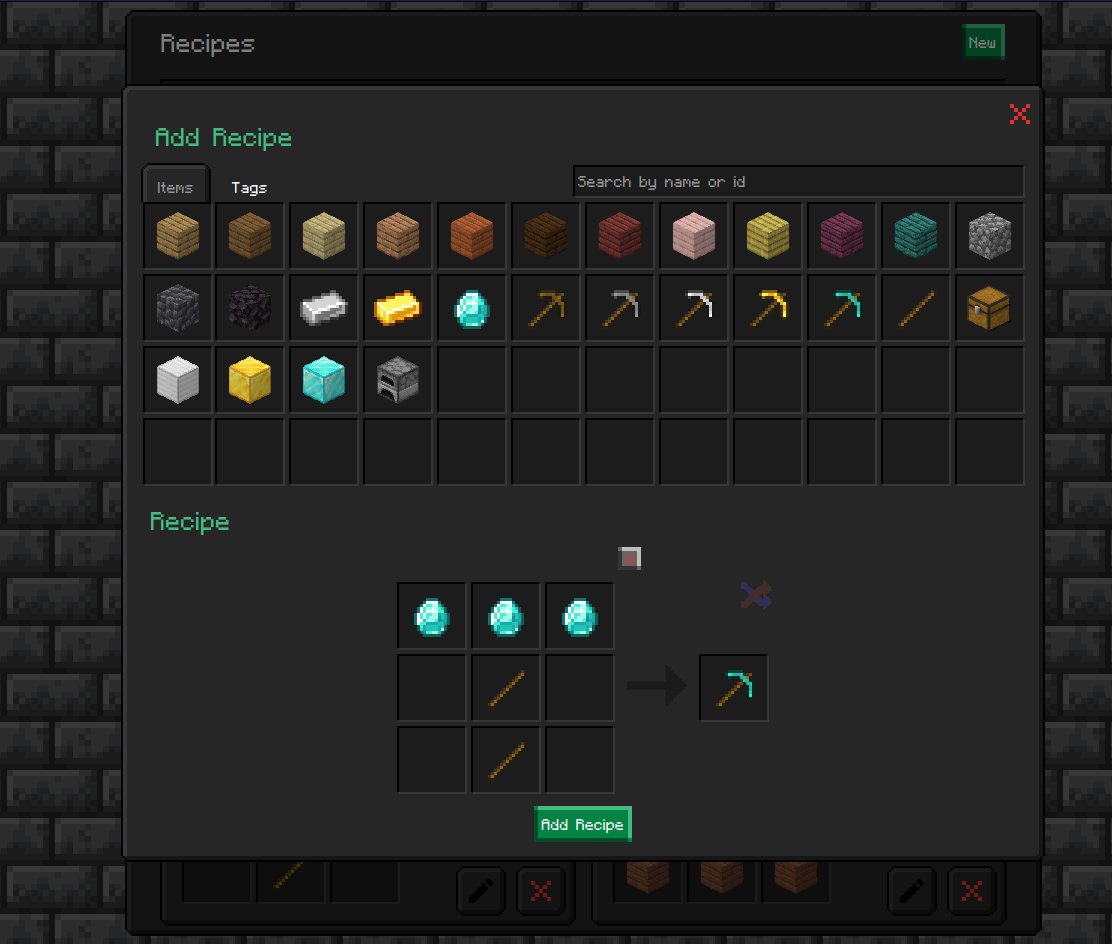 Recipes
New
Add Recipe
Items
Tags
Search by name or id
Recipe
Add Recipe